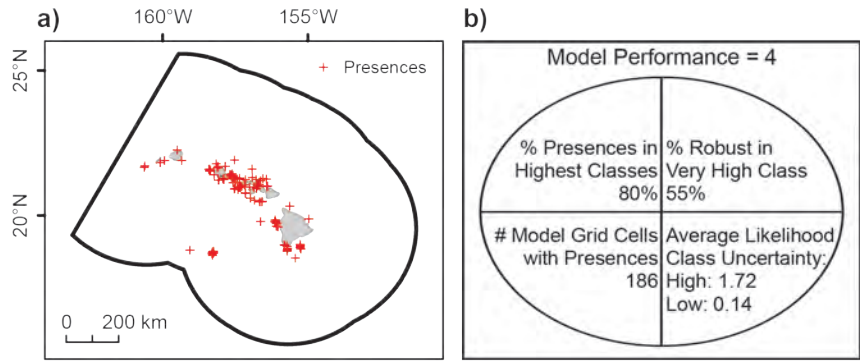 a)
160°W
155°W
25°N
20°N
Presences
0 200 km
b)
Model Performance = 4
% Presences in
Highest Classes
80%
% Robust in
Very High Class
55%
# Model Grid Cells
with Presences
186
Average Likelihood
Class Uncertainty:
High: 1.72
Low: 0.14